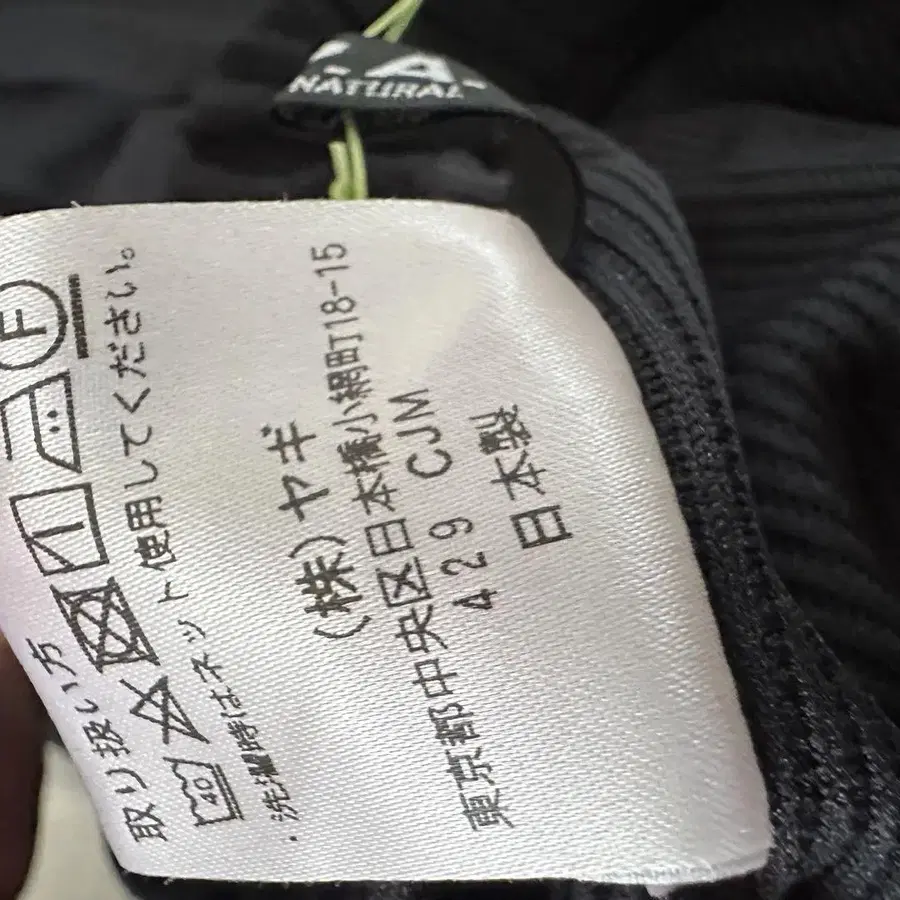 NATURAL
取り扱い方
40
F
・洗濯時はネット使用してください。
(株)ヤギ
東京都中央区日本橋小網町18-15
429 CJM
日本製